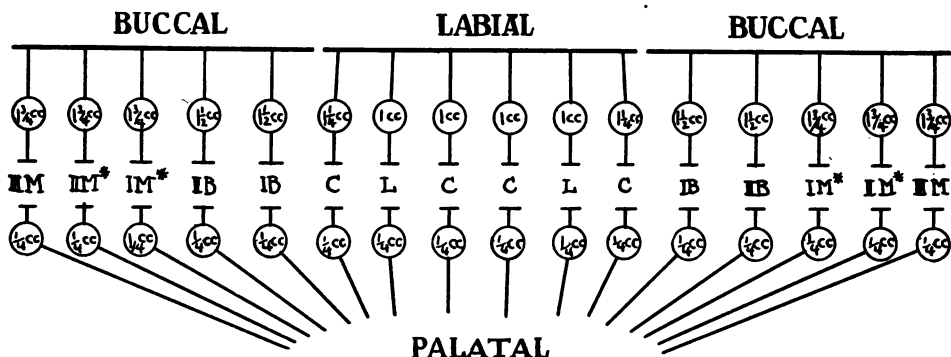 BUCCAL LABIAL BUCCAL
1¾cc 1¾cc 1¾cc 1½cc 1½cc 1¼cc 1cc 1cc 1cc 1cc 1¼cc 1½cc 1½cc 1¾cc 1¾cc 1¾cc
IIIM IIM* IM* IIB IB C L C C L C IB IIB IM* IM* IIIM
¼cc ¼cc ¼cc ¼cc ¼cc ¼cc ¼cc ¼cc ¼cc ¼cc ¼cc ¼cc ¼cc ¼cc ¼cc ¼cc
PALATAL